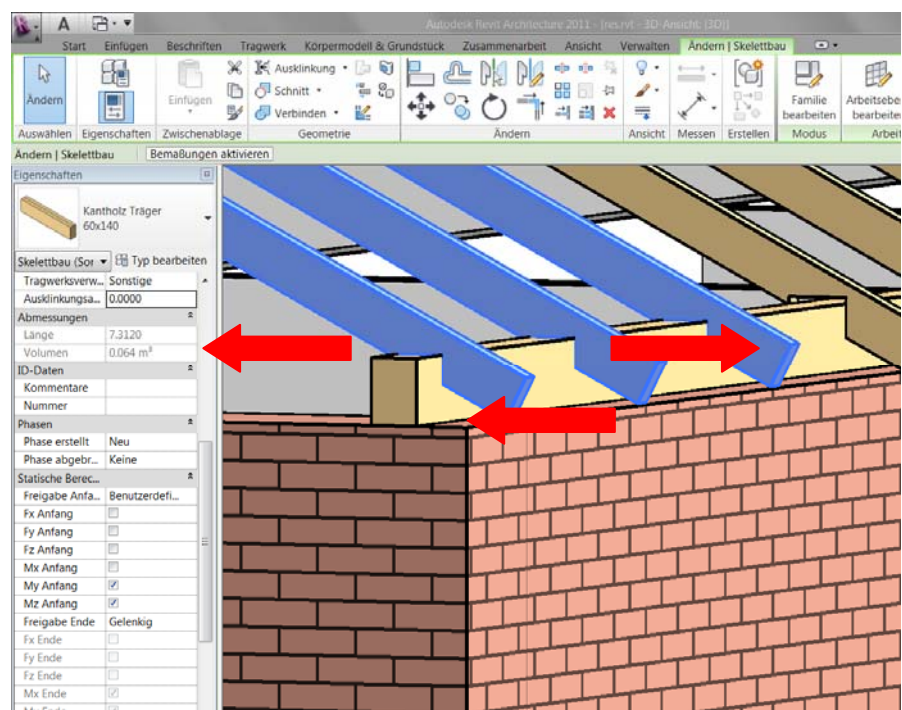 Autodesk Revit Architecture 2011 - [res.rvt - 3D-Ansicht: {3D}]
Start Einfügen Beschriften Tragwerk Körpermodell & Grundstück Zusammenarbeit Ansicht Verwalten Ändern | Skelettbau
Ändern
Einfügen
Ausklinkung
Schnitt
Verbinden
Familie bearbeiten
Arbeitsebe
bearbeite
Auswählen Eigenschaften Zwischenablage Geometrie Ändern Ansicht Messen Erstellen Modus Arbeit
Ändern | Skelettbau Bemaßungen aktivieren
Eigenschaften
Kantholz Träger
60x140
Skelettbau (Sor Typ bearbeiten
Tragwerksverw... Sonstige
Ausklinkungsa... 0.0000
Abmessungen
Länge 7.3120
Volumen 0.064 m³
ID-Daten
Kommentare
Nummer
Phasen
Phase erstellt Neu
Phase abgebr... Keine
Statische Berec...
Freigabe Anfa... Benutzerdefi...
Fx Anfang
Fy Anfang
Fz Anfang
Mx Anfang
My Anfang
Mz Anfang
Freigabe Ende Gelenkig
Fx Ende
Fy Ende
Fz Ende
Mx Ende